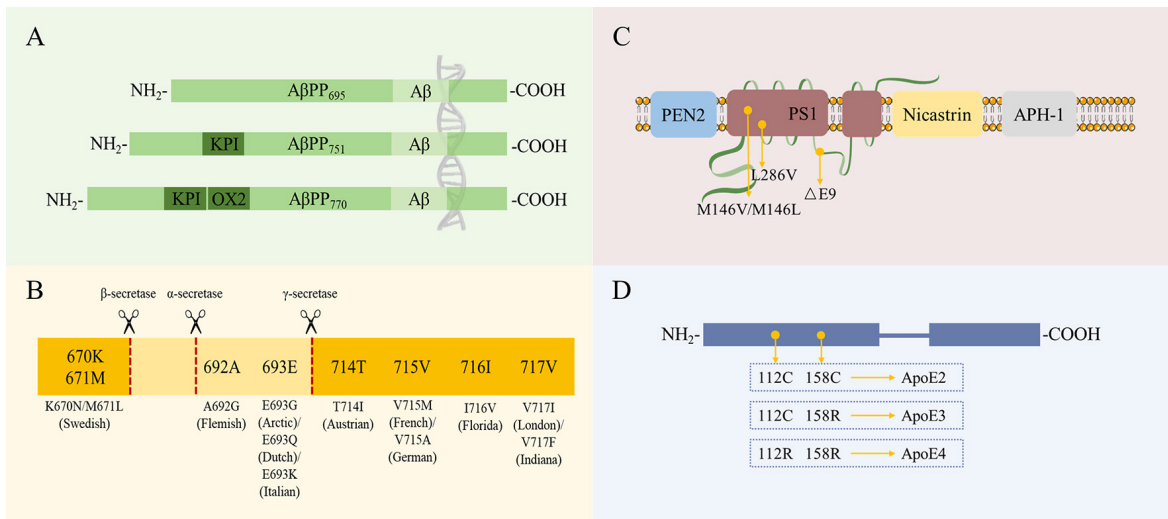 A
NH₂- AβPP₆₉₅ Aβ -COOH
NH₂- KPI AβPP₇₅₁ Aβ -COOH
NH₂- KPI OX2 AβPP₇₇₀ Aβ -COOH
B
β-secretase α-secretase γ-secretase
670K
671M
692A 693E 714T 715V 716I 717V
K670N/M671L
(Swedish)
A692G
(Flemish)
E693G
(Arctic)/
E693Q
(Dutch)/
E693K
(Italian)
T714I
(Austrian)
V715M
(French)/
V715A
(German)
I716V
(Florida)
V717I
(London)/
V717F
(Indiana)
C
PEN2 PS1 Nicastrin APH-1
L286V
△E9
M146V/M146L
D
NH₂- -COOH
112C 158C ApoE2
112C 158R ApoE3
112R 158R ApoE4